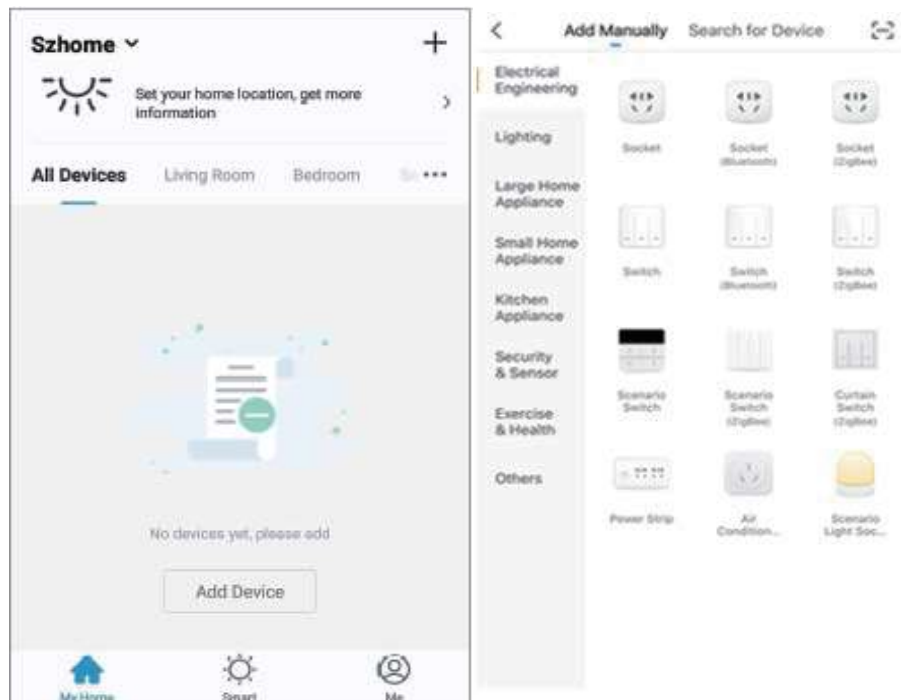 Szhome
Set your home location, get more
information
All Devices
Living Room
Bedroom
No devices yet, please add
Add Device
My Home
Smart
Me
Add Manually
Search for Device
Electrical
Engineering
Lighting
Large Home
Appliance
Small Home
Appliance
Kitchen
Appliance
Security
& Sensor
Exercise
& Health
Others
Socket
Socket
(Bluetooth)
Socket
(ZigBee)
Switch
Switch
(Bluetooth)
Switch
(ZigBee)
Scenario
Switch
Scenario
Switch
(ZigBee)
Curtain
Switch
(ZigBee)
Power Strip
Air
Condition...
Scenario
Light Soc...